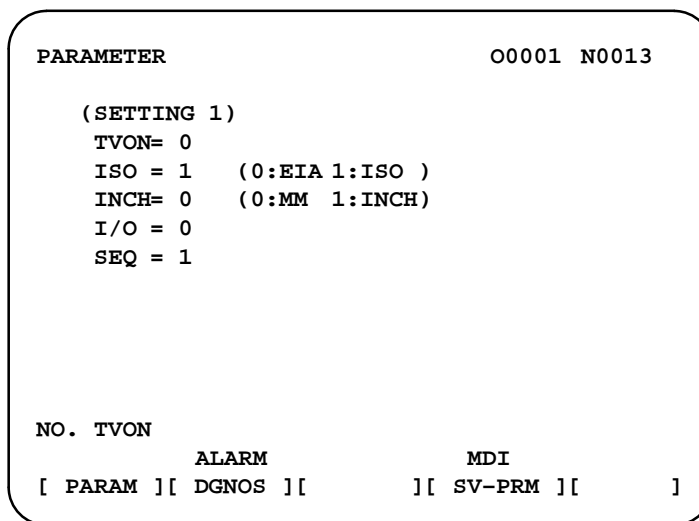 PARAMETER O0001 N0013
(SETTING 1)
TVON= 0
ISO = 1 (0:EIA 1:ISO )
INCH= 0 (0:MM 1:INCH)
I/O = 0
SEQ = 1
NO. TVON
ALARM MDI
[ PARAM ][ DGNOS ][ ][ SV−PRM ][ ]